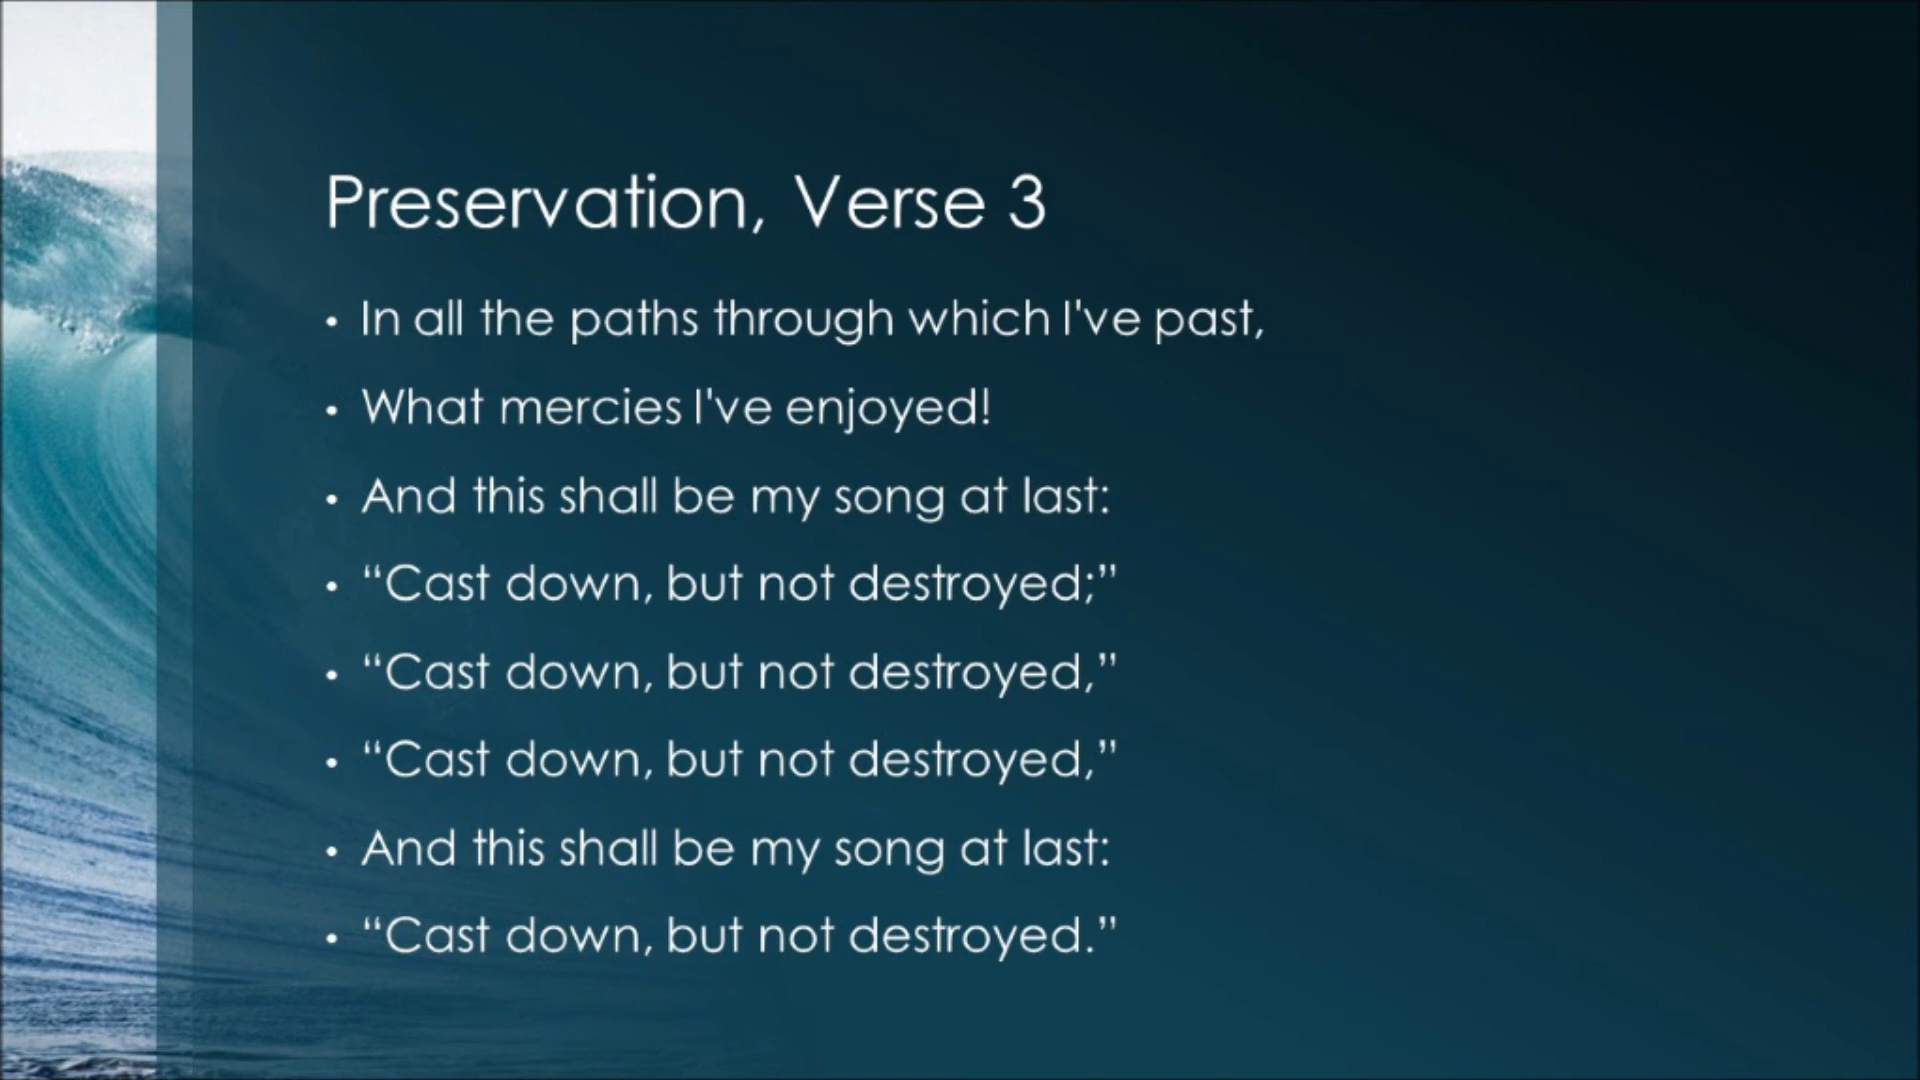 Preservation, Verse 3
• In all the paths through which I've past,
• What mercies I've enjoyed!
• And this shall be my song at last:
• “Cast down, but not destroyed;”
• “Cast down, but not destroyed,”
• “Cast down, but not destroyed,”
• And this shall be my song at last:
• “Cast down, but not destroyed.”